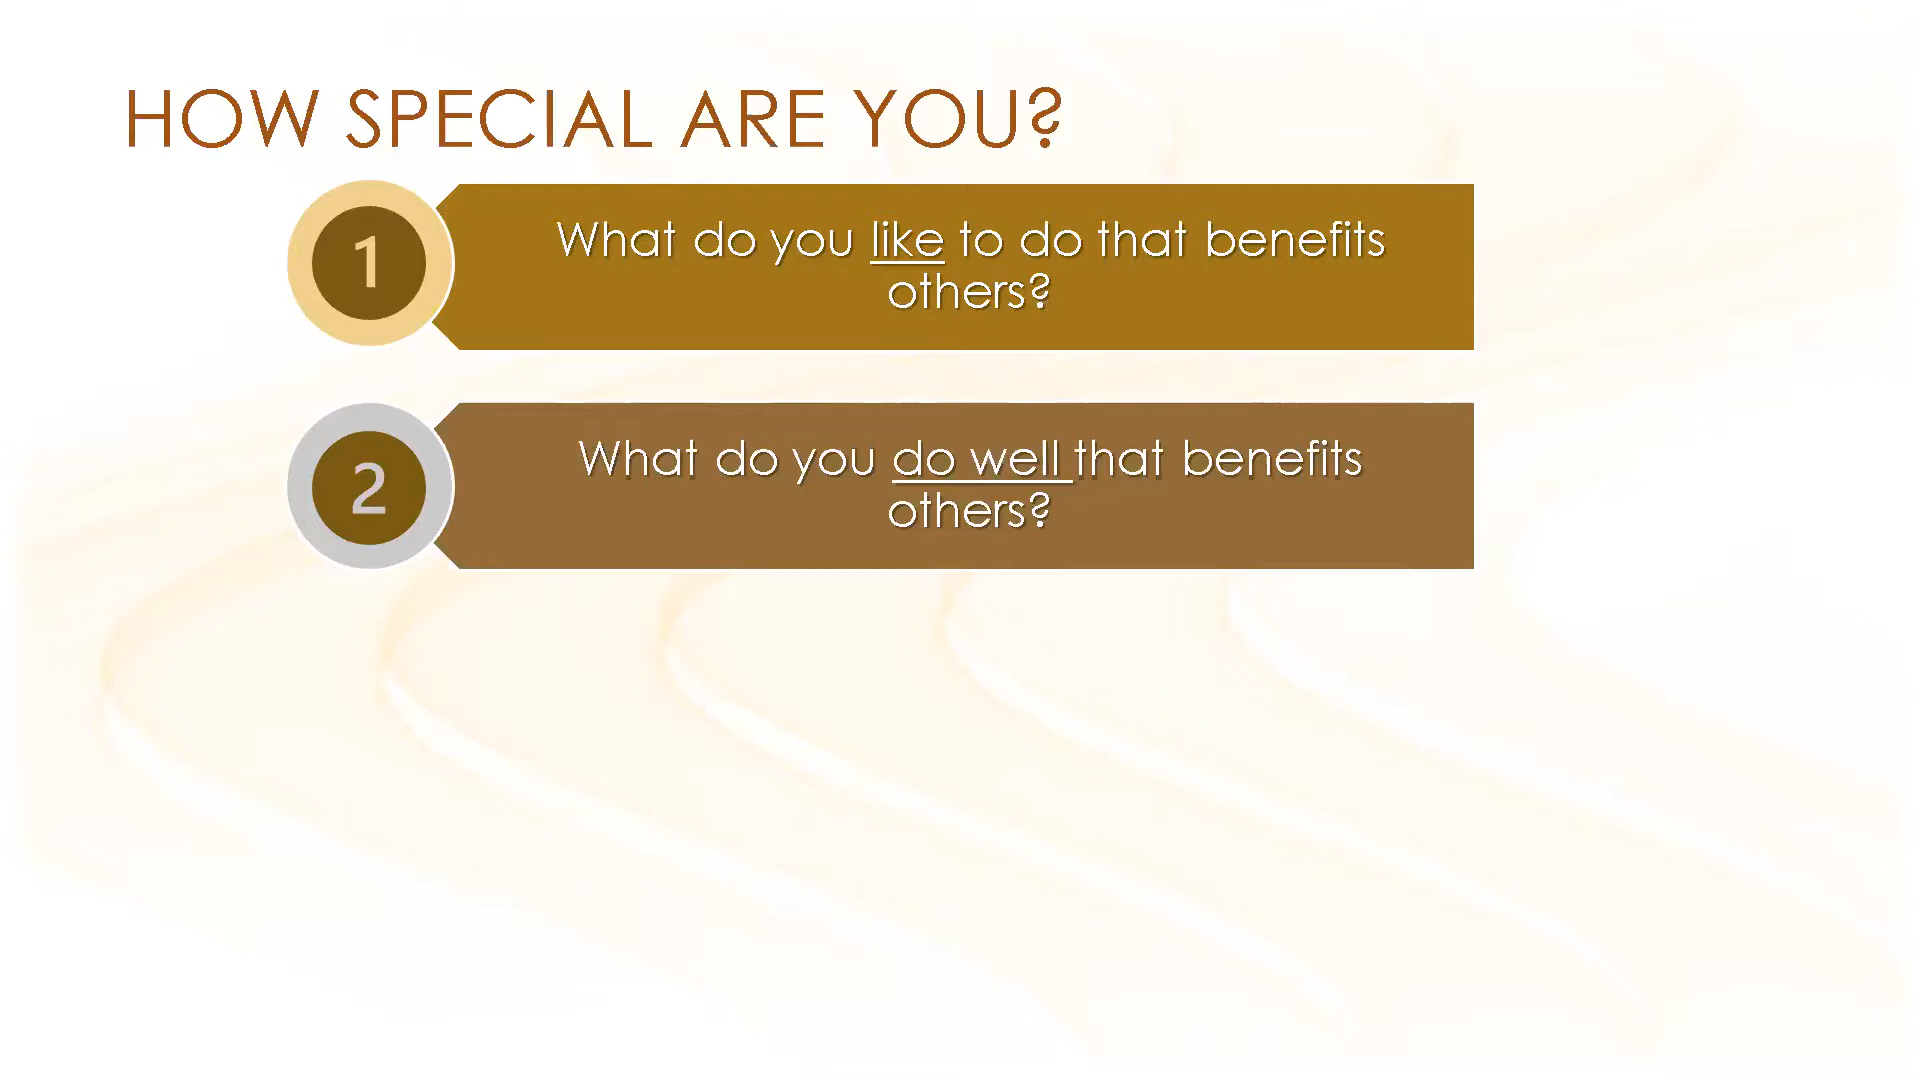 HOW SPECIAL ARE YOU?
1
What do you like to do that benefits
others?
2
What do you do well that benefits
others?